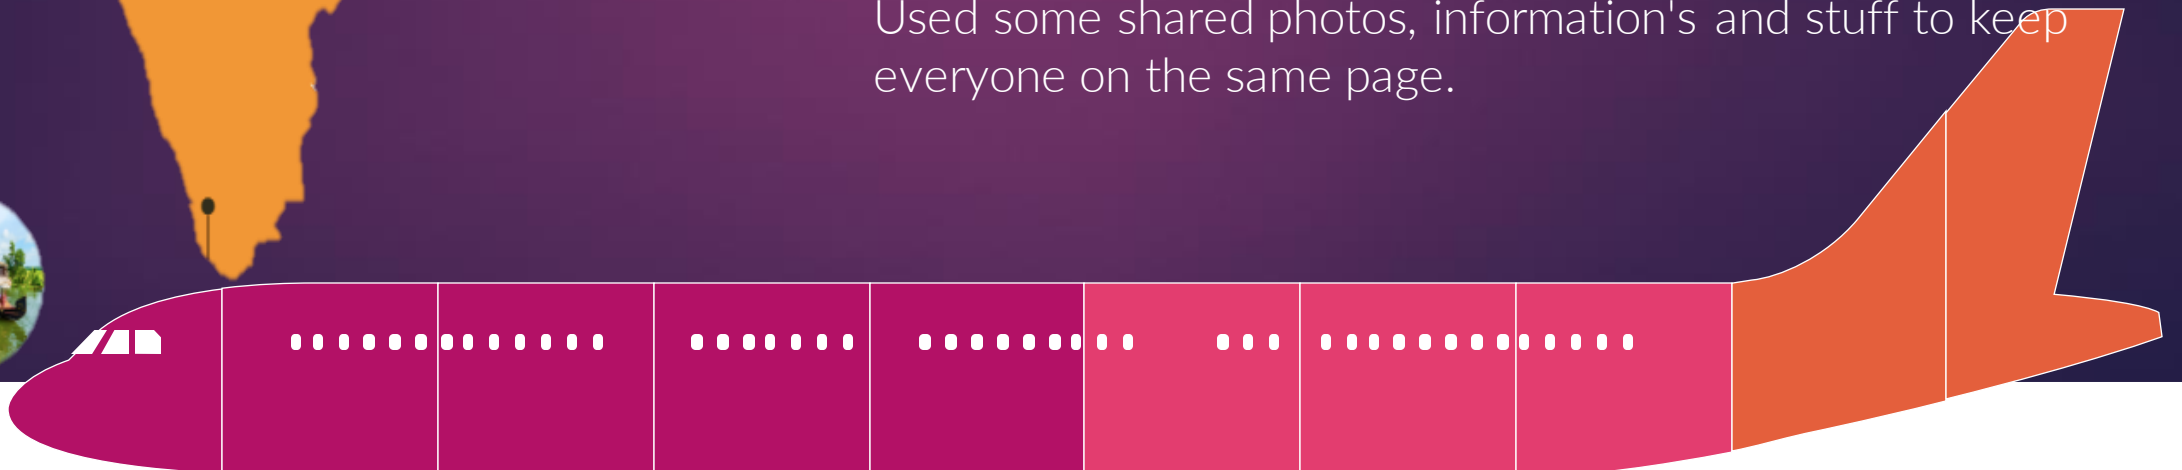 Used some shared photos, information's and stuff to keep
everyone on the same page.